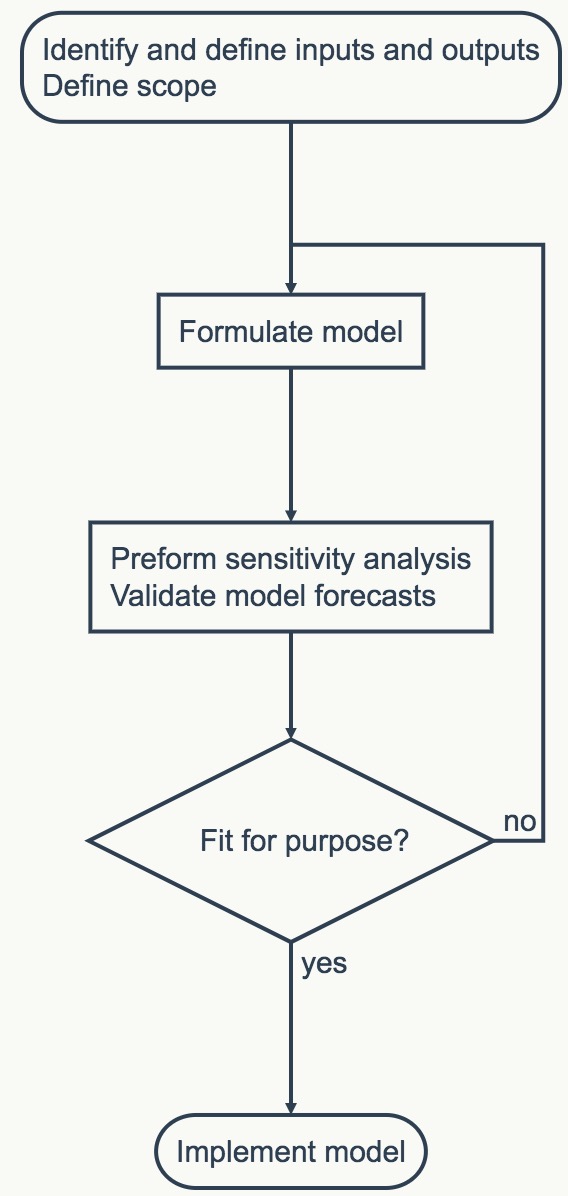 Identify and define inputs and outputs
Define scope
Formulate model
Preform sensitivity analysis
Validate model forecasts
Fit for purpose?
no
yes
Implement model